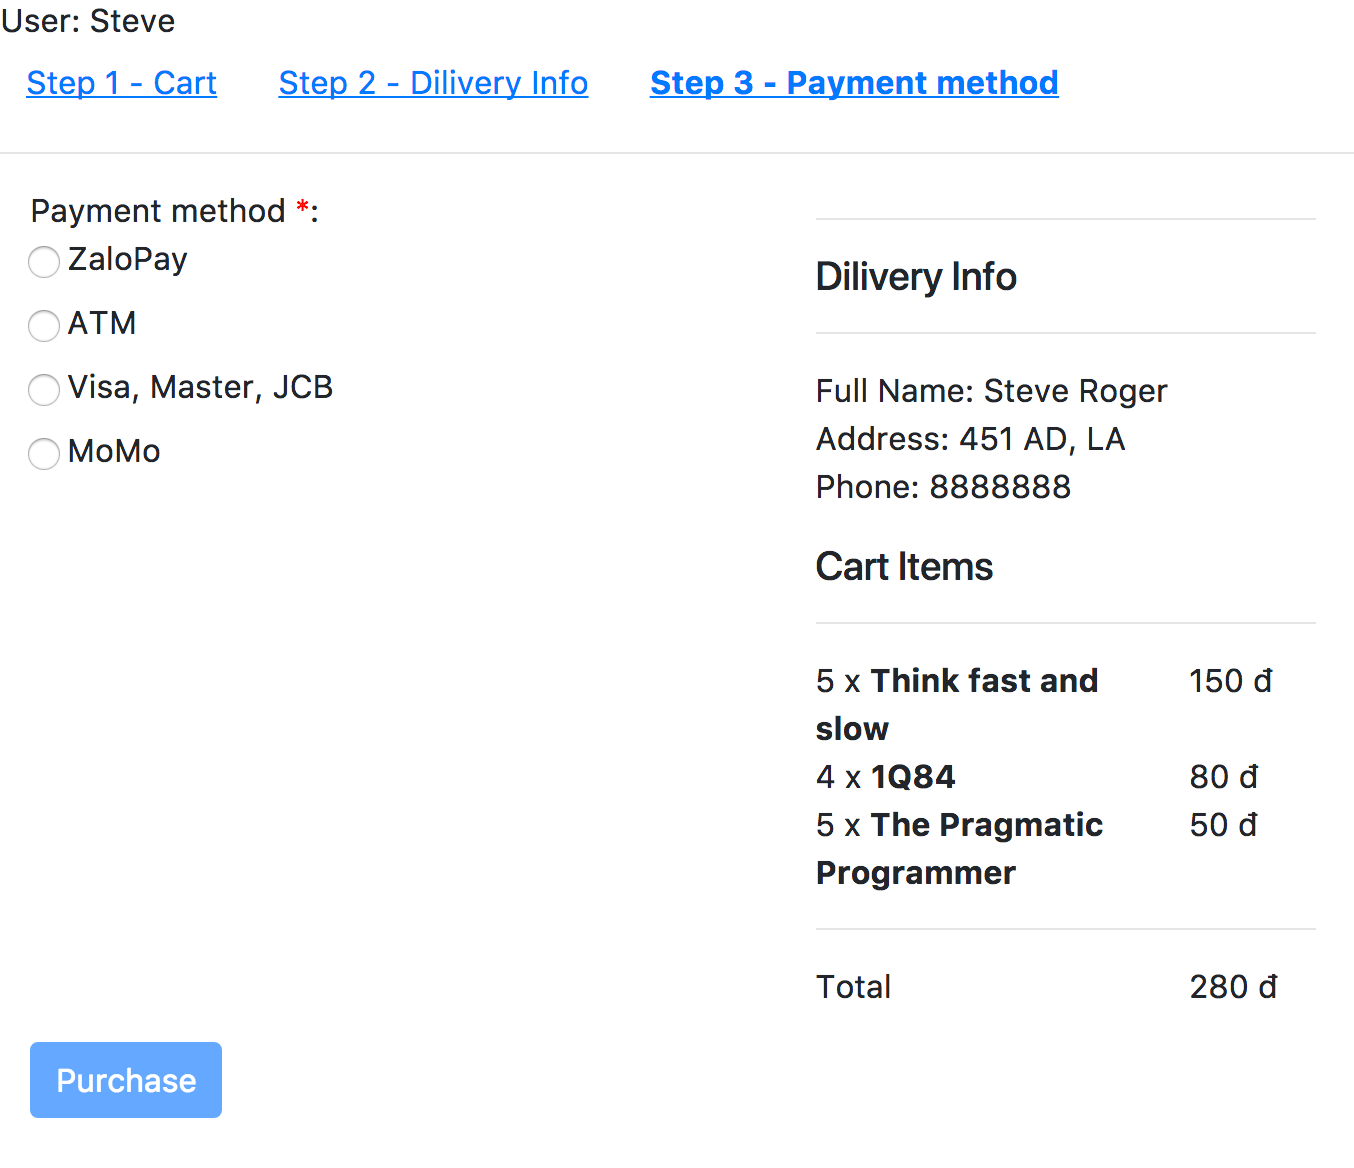 User: Steve
Step 1 - Cart Step 2 - Dilivery Info Step 3 - Payment method
Payment method *:
ZaloPay
ATM
Visa, Master, JCB
MoMo
Dilivery Info
Full Name: Steve Roger
Address: 451 AD, LA
Phone: 8888888
Cart Items
5 x Think fast and 150 đ
slow
4 x 1Q84 80 đ
5 x The Pragmatic 50 đ
Programmer
Total 280 đ
Purchase